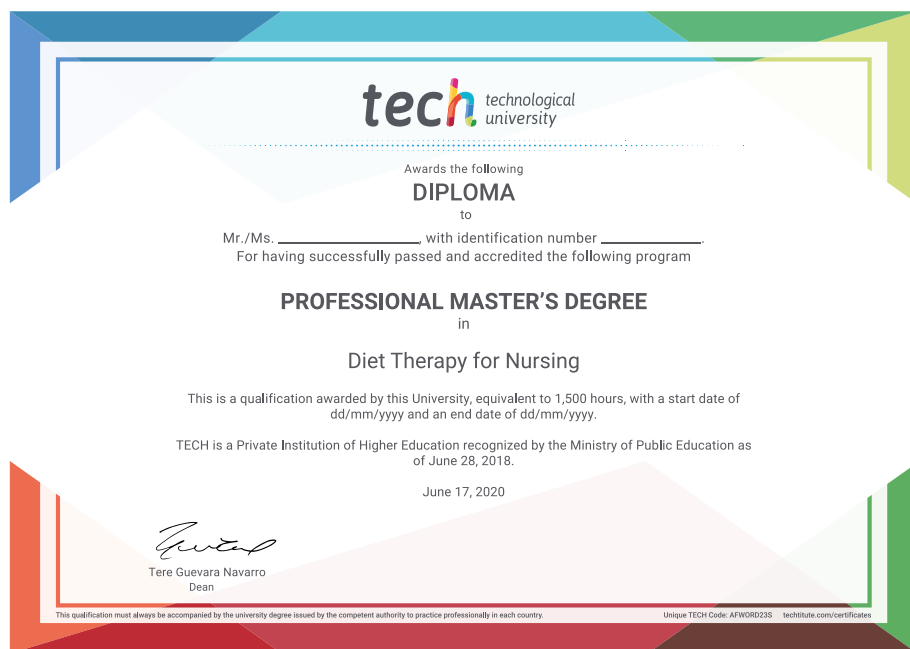 tech technological
university
Awards the following
DIPLOMA
to
Mr./Ms. ________________, with identification number ____________.
For having successfully passed and accredited the following program
PROFESSIONAL MASTER'S DEGREE
in
Diet Therapy for Nursing
This is a qualification awarded by this University, equivalent to 1,500 hours, with a start date of
dd/mm/yyyy and an end date of dd/mm/yyyy.
TECH is a Private Institution of Higher Education recognized by the Ministry of Public Education as
of June 28, 2018.
June 17, 2020
Tere Guevara Navarro
Dean
This qualification must always be accompanied by the university degree issued by the competent authority to practice professionally in each country.
Unique TECH Code: AFWORD23S techtitute.com/certificates